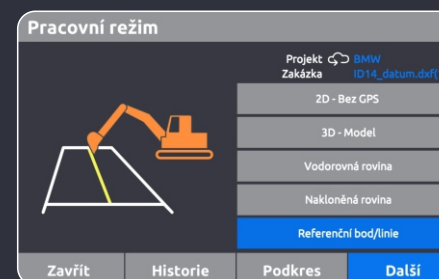 Pracovní režim
Projekt BMW
Zakázka ID14_datum.dxf(
2D - Bez GPS
3D - Model
Vodorovná rovina
Nakloněná rovina
Referenční bod/linie
Zavřít Historie Podkres Další